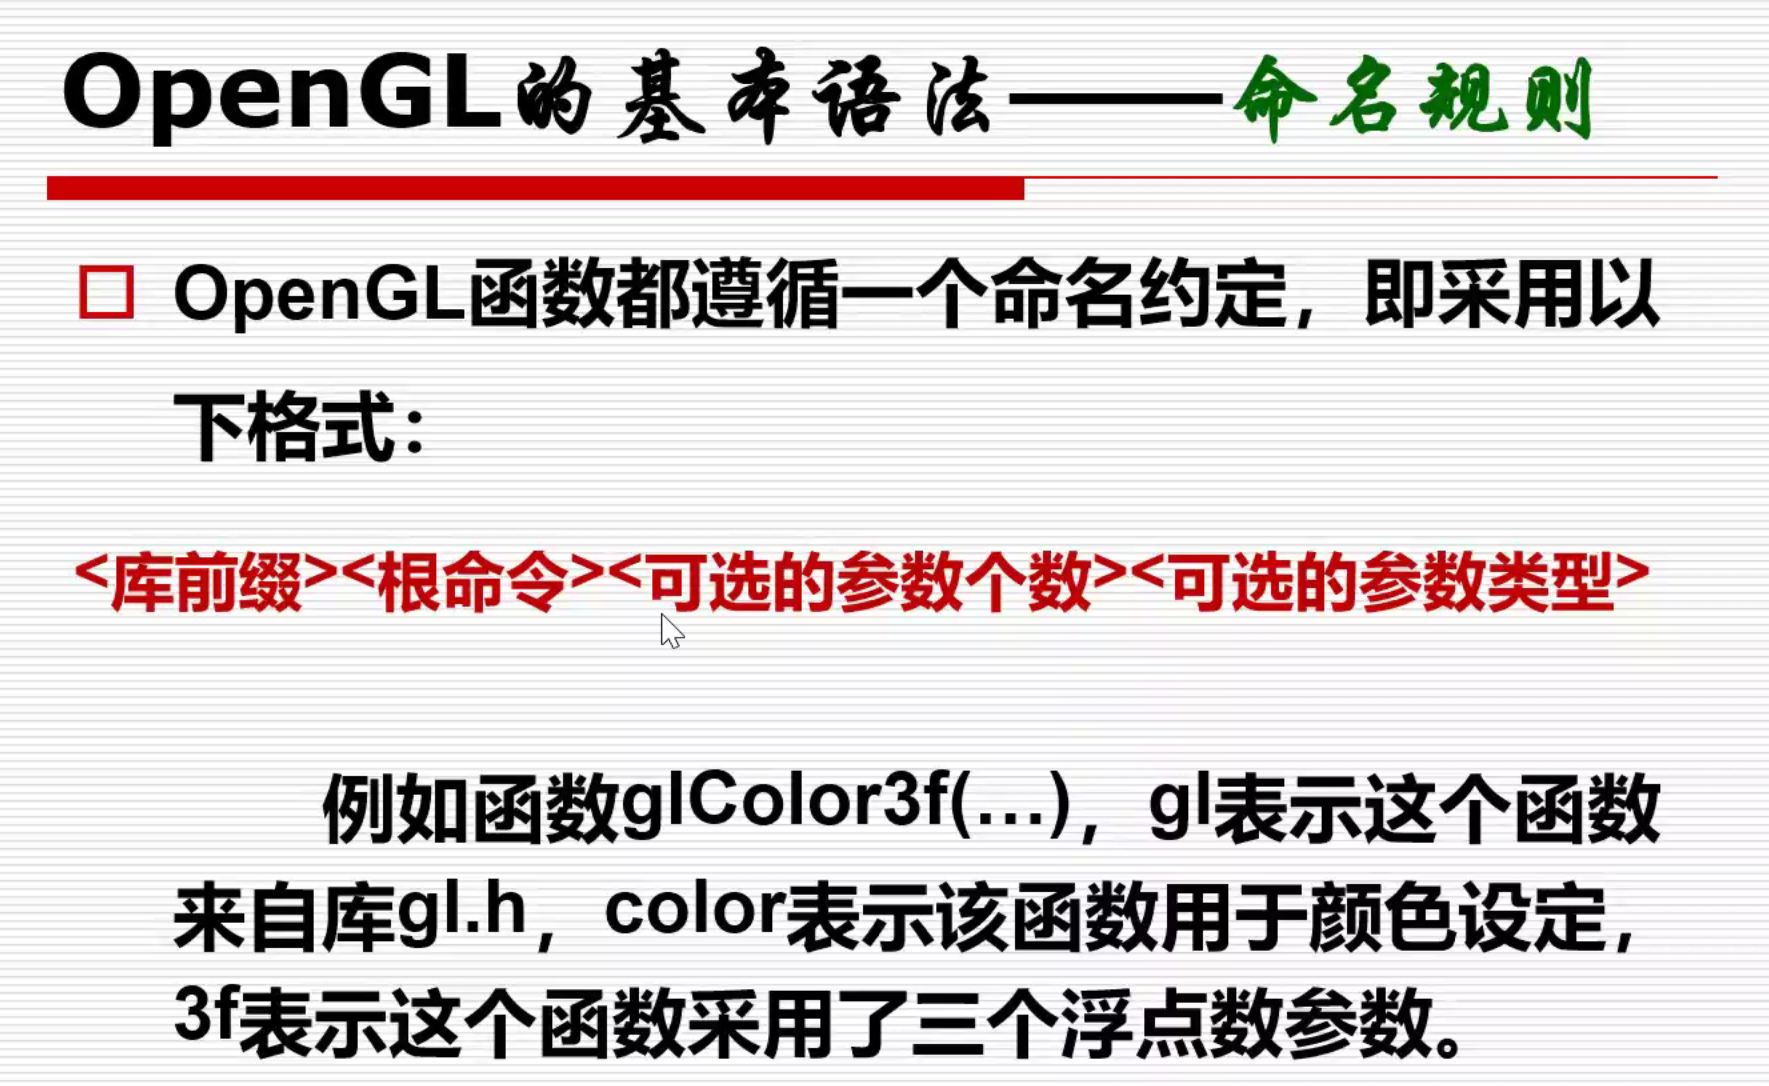 OpenGL的基本语法——命名规则
OpenGL函数都遵循一个命名约定，即采用以
下格式：
<库前缀><根命令><可选的参数个数><可选的参数类型>
例如函数glColor3f(...)，gl表示这个函数
来自库gl.h，color表示该函数用于颜色设定，
3f表示这个函数采用了三个浮点数参数。